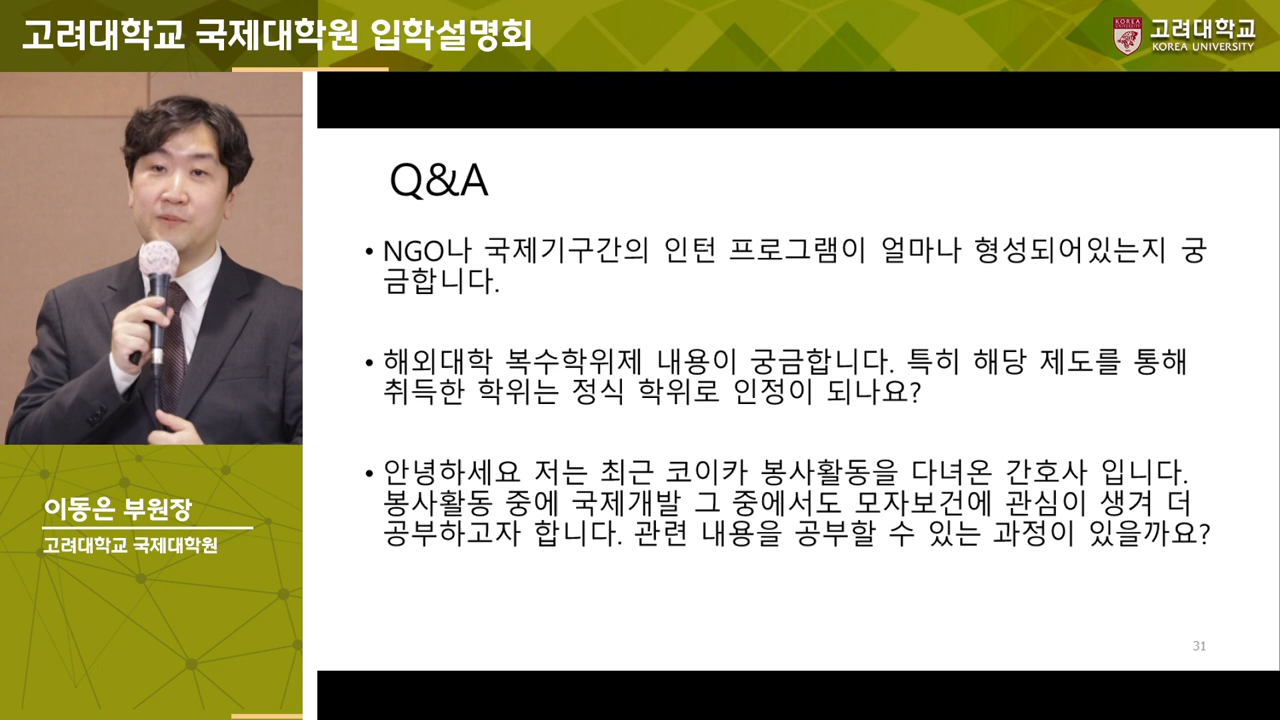 고려대학교 국제대학원 입학설명회
KOREA UNIVERSITY
고려대학교
KOREA UNIVERSITY
Q&A
• NGO나 국제기구간의 인턴 프로그램이 얼마나 형성되어있는지 궁
금합니다.
• 해외대학 복수학위제 내용이 궁금합니다. 특히 해당 제도를 통해
취득한 학위는 정식 학위로 인정이 되나요?
• 안녕하세요 저는 최근 코이카 봉사활동을 다녀온 간호사 입니다.
봉사활동 중에 국제개발 그 중에서도 모자보건에 관심이 생겨 더
공부하고자 합니다. 관련 내용을 공부할 수 있는 과정이 있을까요?
31
이동은 부원장
고려대학교 국제대학원